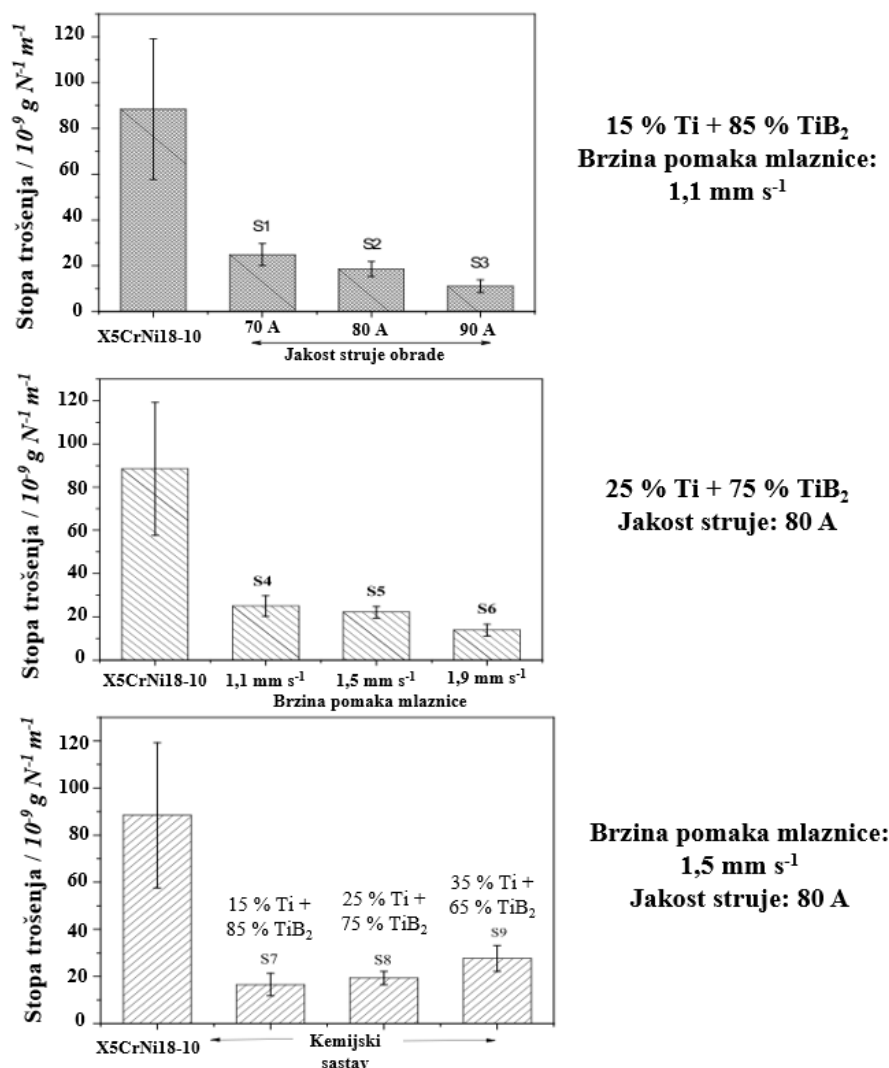 Stopa trošenja / 10⁻⁹ g N⁻¹ m⁻¹
120
100
80
60
40
20
0
S1
S2
S3
X5CrNi18-10
70 A
80 A
90 A
Jakost struje obrade
15 % Ti + 85 % TiB₂
Brzina pomaka mlaznice:
1,1 mm s⁻¹
Stopa trošenja / 10⁻⁹ g N⁻¹ m⁻¹
120
100
80
60
40
20
0
S4
S5
S6
X5CrNi18-10
1,1 mm s⁻¹
1,5 mm s⁻¹
1,9 mm s⁻¹
Brzina pomaka mlaznice
25 % Ti + 75 % TiB₂
Jakost struje: 80 A
Stopa trošenja / 10⁻⁹ g N⁻¹ m⁻¹
120
100
80
60
40
20
0
15 % Ti +
85 % TiB₂
S7
25 % Ti +
75 % TiB₂
S8
35 % Ti +
65 % TiB₂
S9
X5CrNi18-10
Kemijski
sastav
Brzina pomaka mlaznice:
1,5 mm s⁻¹
Jakost struje: 80 A